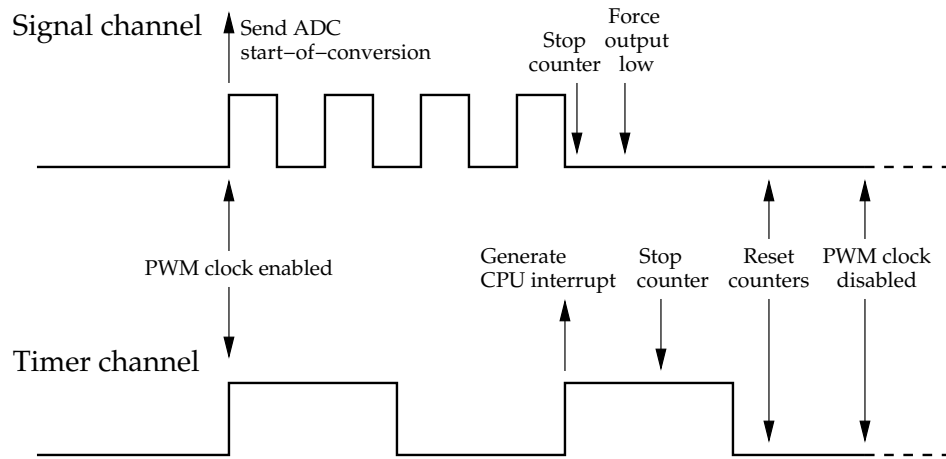 Signal channel
Send ADC
start−of−conversion
Stop
counter
Force
output
low
PWM clock enabled
Generate
CPU interrupt
Stop
counter
Reset
counters
PWM clock
disabled
Timer channel